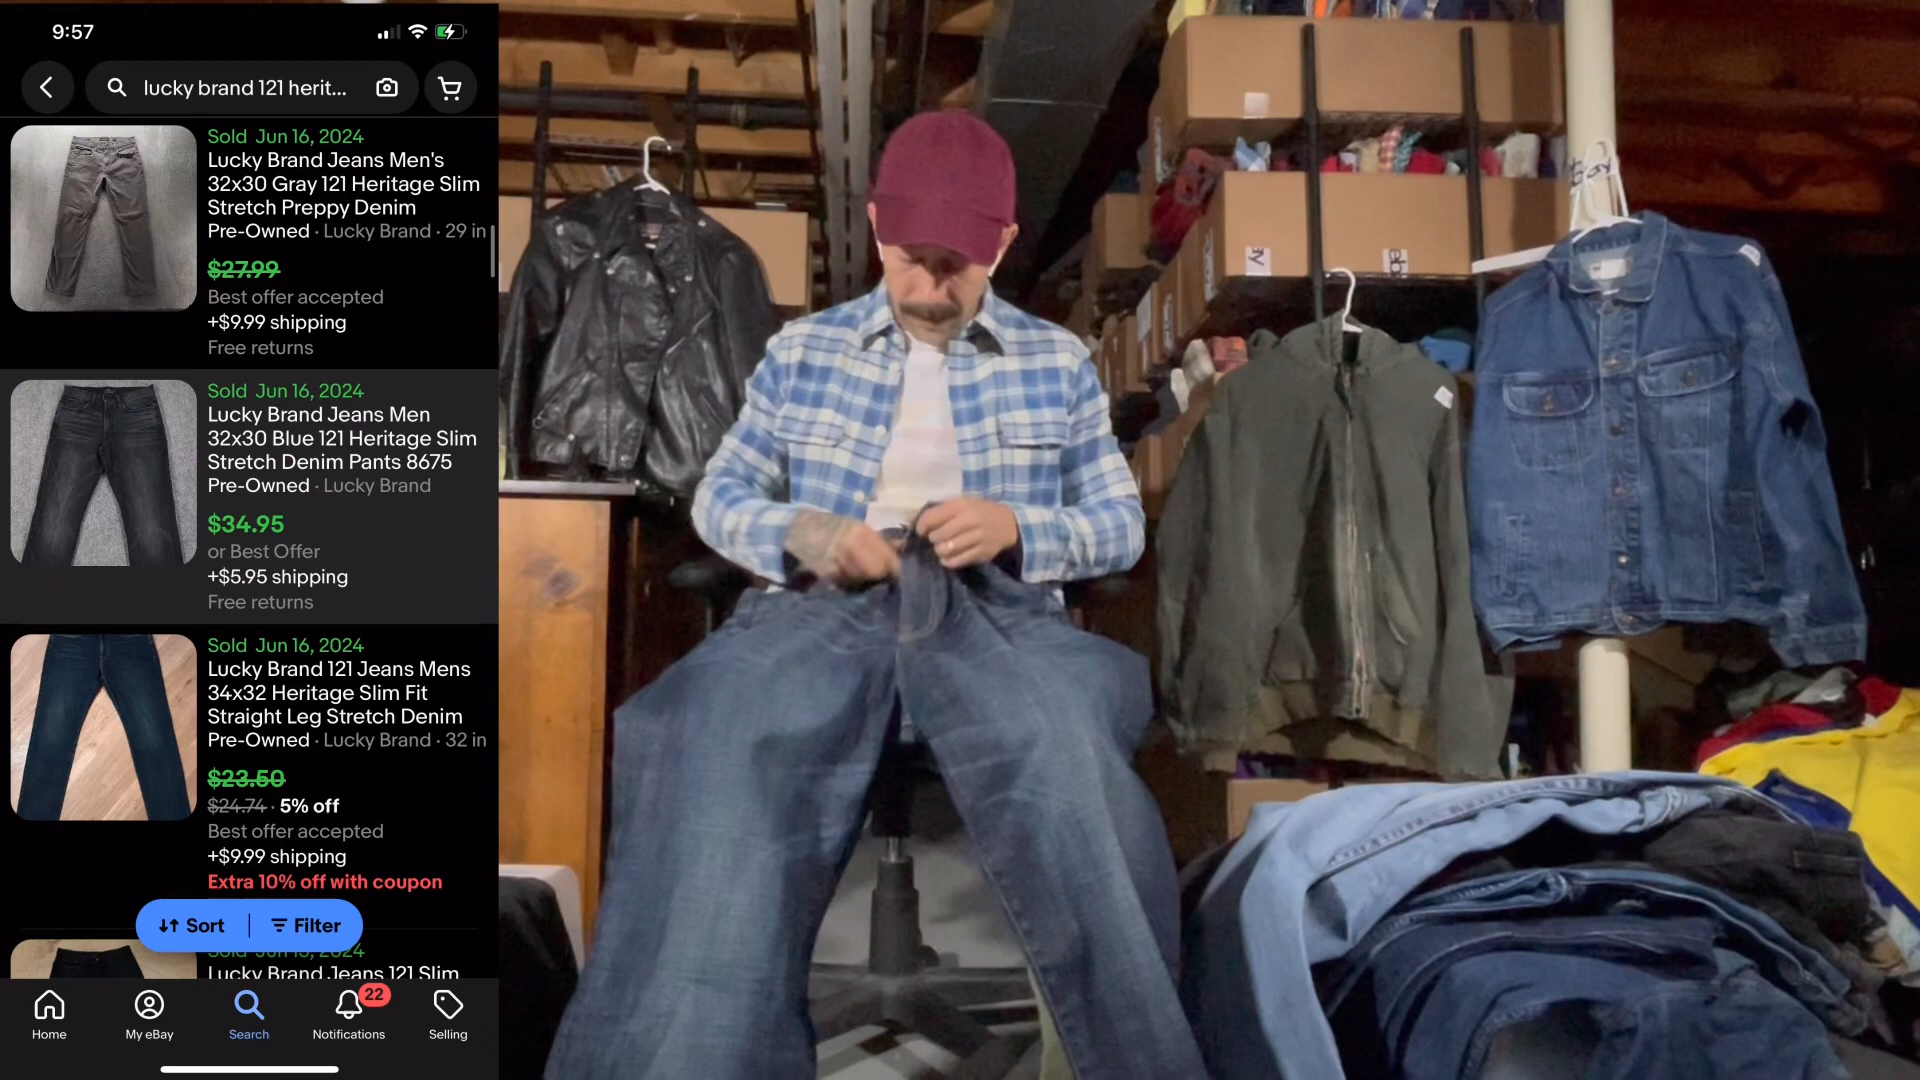 9:57
lucky brand 121 herit...
Sold Jun 16, 2024
Lucky Brand Jeans Men's
32x30 Gray 121 Heritage Slim
Stretch Preppy Denim
Pre-Owned · Lucky Brand · 29 in
$27.99
Best offer accepted
+$9.99 shipping
Free returns
Sold Jun 16, 2024
Lucky Brand Jeans Men
32x30 Blue 121 Heritage Slim
Stretch Denim Pants 8675
Pre-Owned · Lucky Brand
$34.95
or Best Offer
+$5.95 shipping
Free returns
Sold Jun 16, 2024
Lucky Brand 121 Jeans Mens
34x32 Heritage Slim Fit
Straight Leg Stretch Denim
Pre-Owned · Lucky Brand · 32 in
$23.50
$24.74 · 5% off
Best offer accepted
+$9.99 shipping
Extra 10% off with coupon
Sort
Filter
Lucky Brand Jeans 121 Slim
22
Home
My eBay
Search
Notifications
Selling